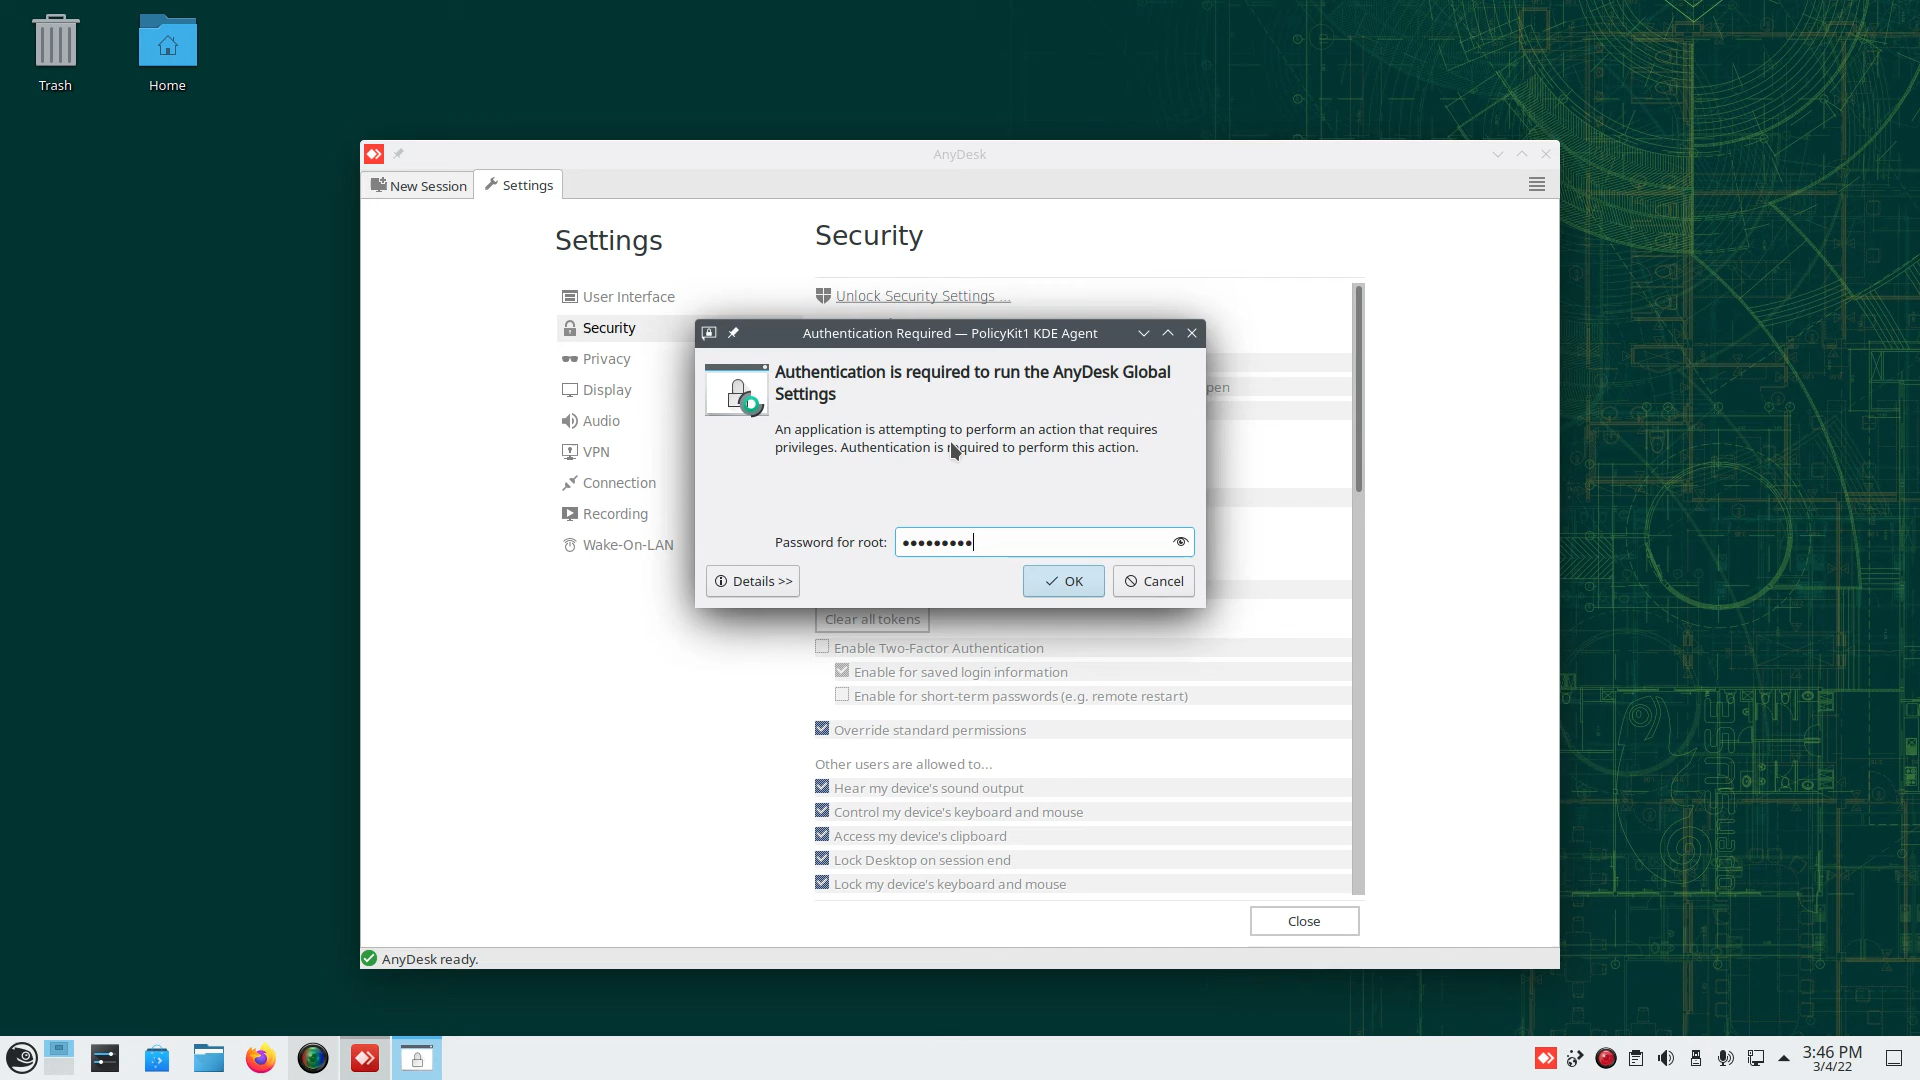 Trash
Home
AnyDesk
New Session
Settings
Settings
Security
User Interface
Security
Privacy
Display
Audio
VPN
Connection
Recording
Wake-On-LAN
Unlock Security Settings ...
Authentication Required — PolicyKit1 KDE Agent
Authentication is required to run the AnyDesk Global
Settings
An application is attempting to perform an action that requires
privileges. Authentication is required to perform this action.
pen
Password for root: ●●●●●●●●●
Details >>
OK
Cancel
Clear all tokens
Enable Two-Factor Authentication
Enable for saved login information
Enable for short-term passwords (e.g. remote restart)
Override standard permissions
Other users are allowed to...
Hear my device's sound output
Control my device's keyboard and mouse
Access my device's clipboard
Lock Desktop on session end
Lock my device's keyboard and mouse
Close
AnyDesk ready.
openSUSE
3:46 PM
3/4/22